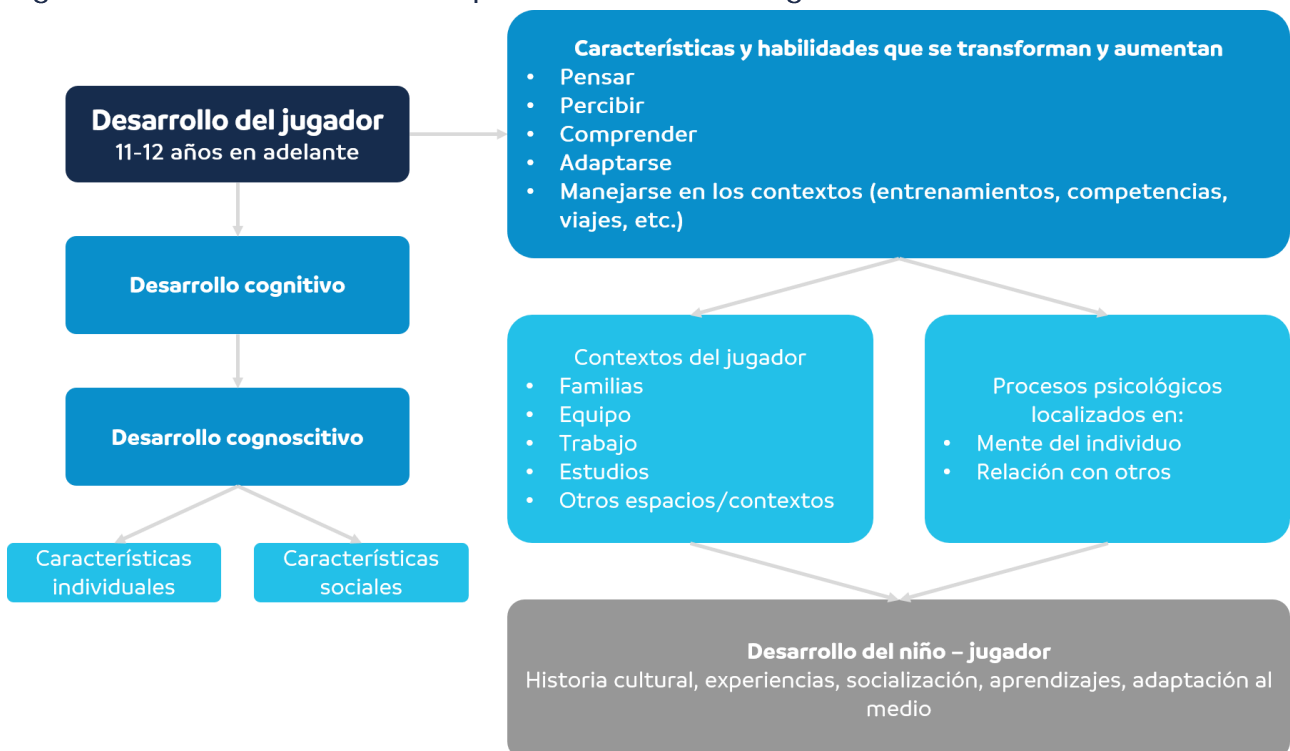 Características y habilidades que se transforman y aumentan
• Pensar
• Percibir
• Comprender
• Adaptarse
• Manejarse en los contextos (entrenamientos, competencias,
viajes, etc.)
Desarrollo del jugador
11-12 años en adelante
Desarrollo cognitivo
Desarrollo cognoscitivo
Características
individuales
Características
sociales
Contextos del jugador
• Familias
• Equipo
• Trabajo
• Estudios
• Otros espacios/contextos
Procesos psicológicos
localizados en:
• Mente del individuo
• Relación con otros
Desarrollo del niño – jugador
Historia cultural, experiencias, socialización, aprendizajes, adaptación al
medio